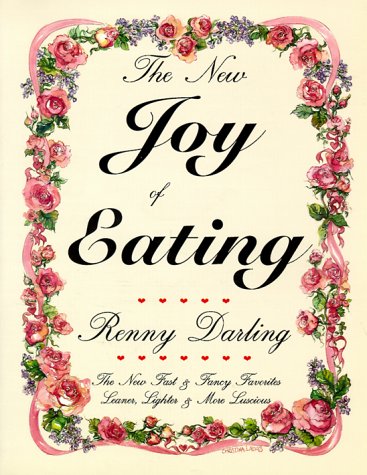 The New
Joy
of
Eating
Renny Darling
The New Fast & Fancy Favorites
Leaner, Lighter & More Luscious